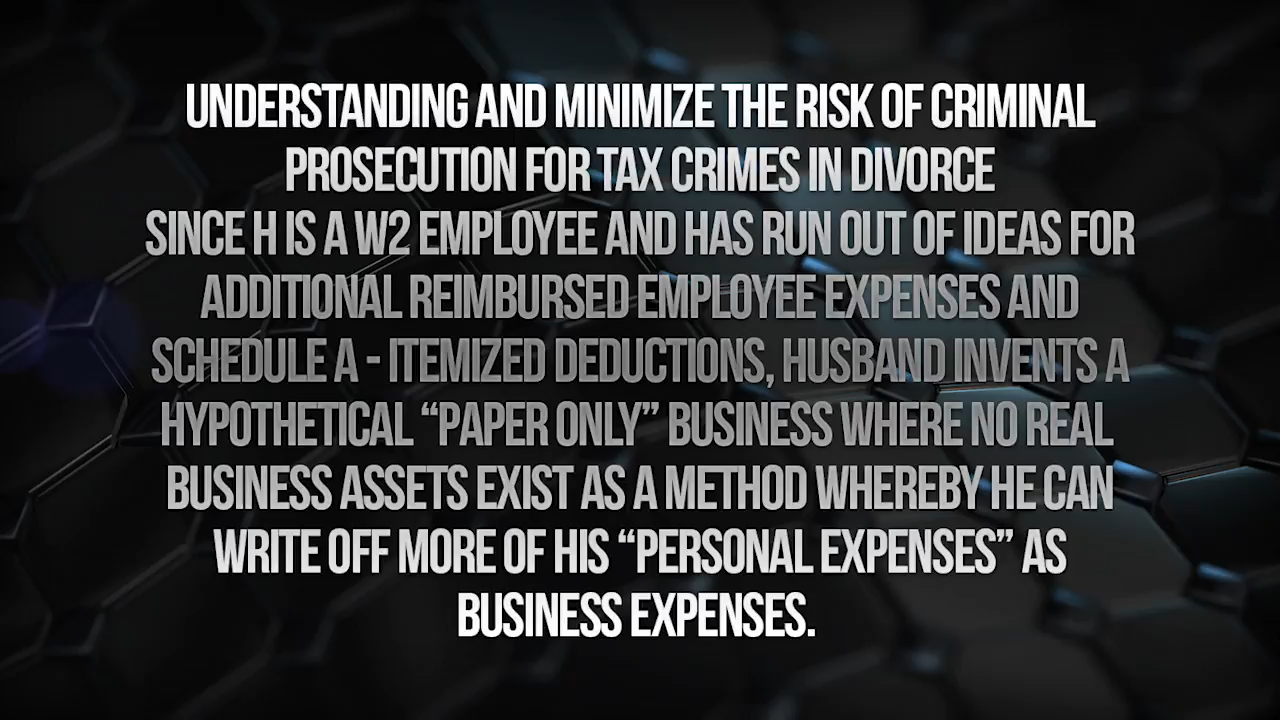 UNDERSTANDING AND MINIMIZE THE RISK OF CRIMINAL
PROSECUTION FOR TAX CRIMES IN DIVORCE
SINCE H IS A W2 EMPLOYEE AND HAS RUN OUT OF IDEAS FOR
ADDITIONAL REIMBURSED EMPLOYEE EXPENSES AND
SCHEDULE A - ITEMIZED DEDUCTIONS, HUSBAND INVENTS A
HYPOTHETICAL “PAPER ONLY” BUSINESS WHERE NO REAL
BUSINESS ASSETS EXIST AS A METHOD WHEREBY HE CAN
WRITE OFF MORE OF HIS “PERSONAL EXPENSES” AS
BUSINESS EXPENSES.